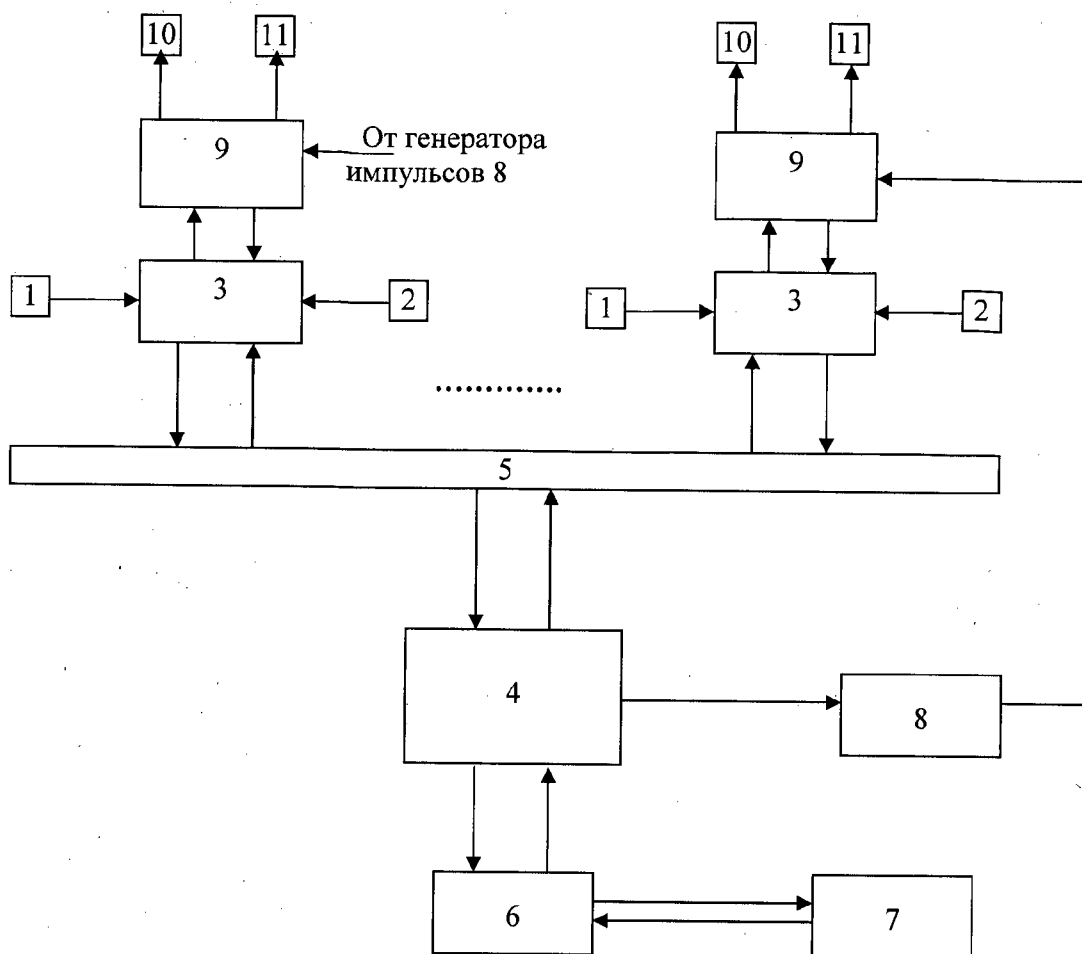 10 11
10 11
От генератора
импульсов 8
9
9
1 3 2
1 3 2
.............
5
4
8
6
7